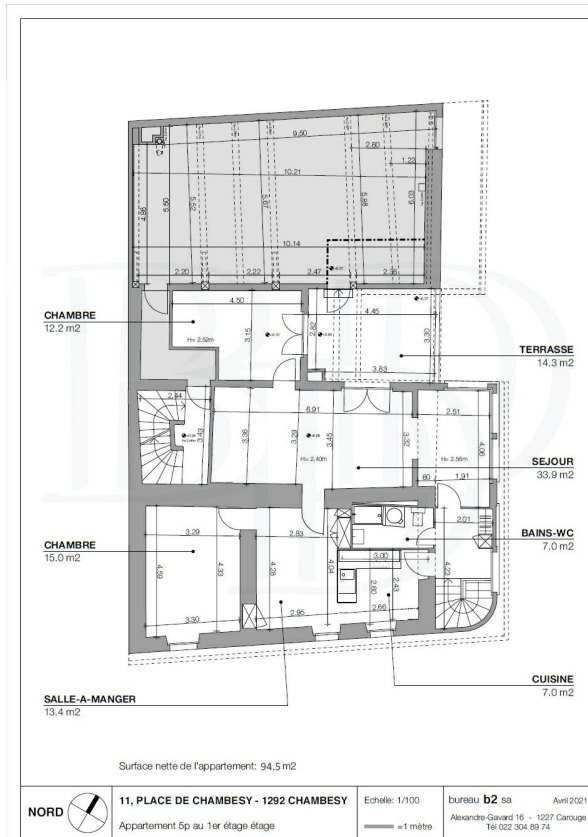 9.50
2.60
1.22
10.21
4.86
5.50
5.52
5.67
5.88
6.03
10.14
2.20
2.22
2.47
2.36
CHAMBRE
12.2 m2
4.50
3.15
H= 2.52m
2.82
4.45
3.30
3.83
TERRASSE
14.3 m2
2.44
3.43
6.91
3.36
3.29
3.45
3.32
H= 2.40m
2.51
4.06
H= 2.56m
60
1.91
SEJOUR
33.9 m2
BAINS-WC
7.0 m2
2.01
CHAMBRE
15.0 m2
3.29
4.59
4.33
3.30
2.83
4.28
4.04
3.00
2.60
2.43
4.23
2.95
2.66
CUISINE
7.0 m2
SALLE-A-MANGER
13.4 m2
Surface nette de l'appartement: 94.5 m2
NORD
11, PLACE DE CHAMBESY - 1292 CHAMBESY
Appartement 5p au 1er étage étage
Echelle: 1/100
=1 mètre
bureau b2 sa
Avril 2021
Alexandre-Gavard 16 - 1227 Carouge
Tél 022 304 89 74